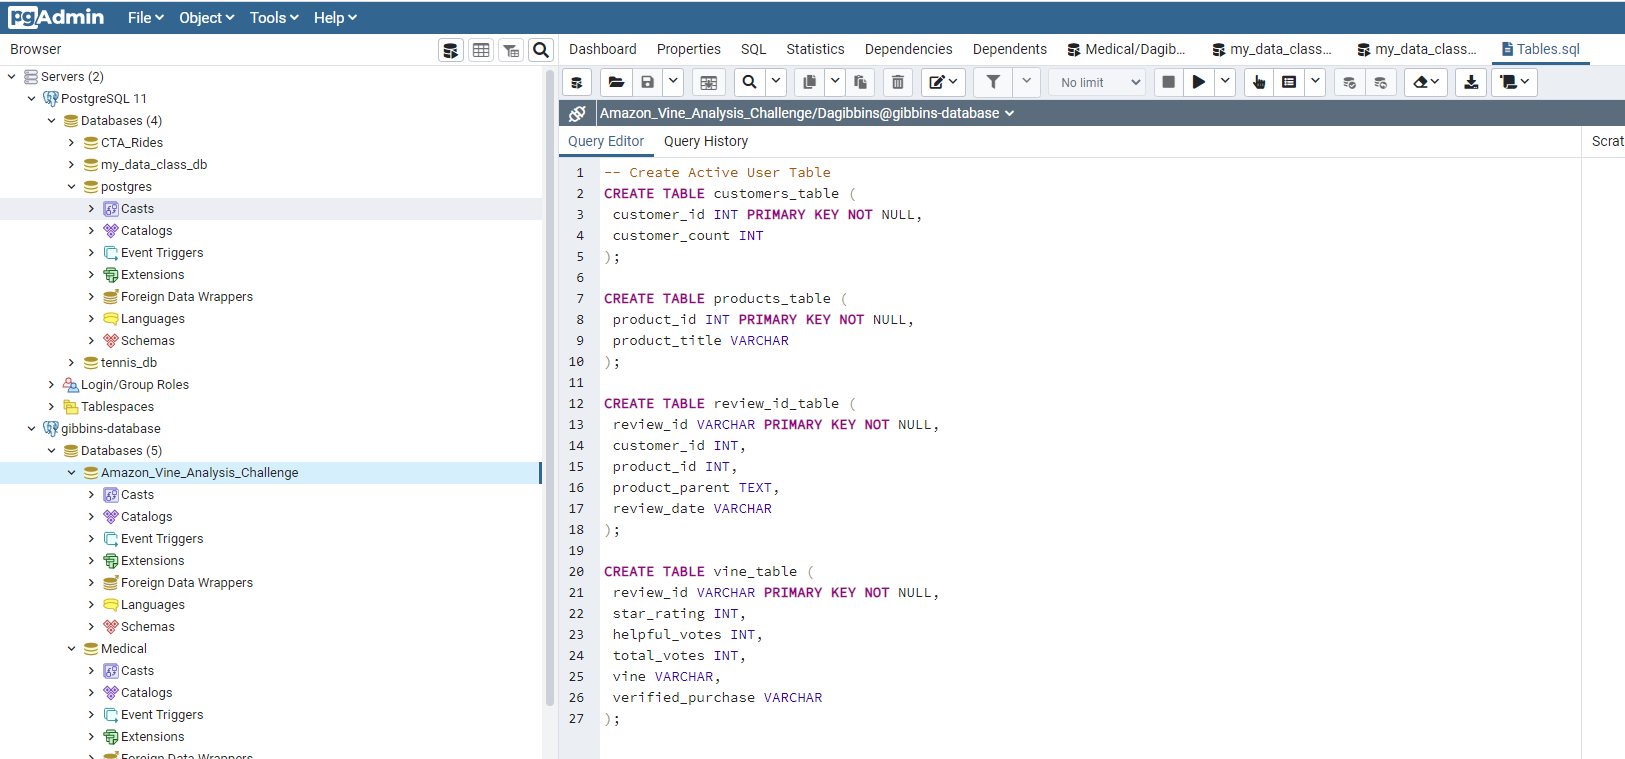 pgAdmin File Object Tools Help
Browser
Dashboard Properties SQL Statistics Dependencies Dependents Medical/Dagib... my_data_class... my_data_class... Tables.sql
No limit
Amazon_Vine_Analysis_Challenge/Dagibbins@gibbins-database
Query Editor Query History
Scrat
Servers (2)
PostgreSQL 11
Databases (4)
CTA_Rides
my_data_class_db
postgres
Casts
Catalogs
Event Triggers
Extensions
Foreign Data Wrappers
Languages
Schemas
tennis_db
Login/Group Roles
Tablespaces
gibbins-database
Databases (5)
Amazon_Vine_Analysis_Challenge
Casts
Catalogs
Event Triggers
Extensions
Foreign Data Wrappers
Languages
Schemas
Medical
Casts
Catalogs
Event Triggers
Extensions
Foreign Data Wrappers
1 -- Create Active User Table
2 CREATE TABLE customers_table (
3 customer_id INT PRIMARY KEY NOT NULL,
4 customer_count INT
5 );
6
7 CREATE TABLE products_table (
8 product_id INT PRIMARY KEY NOT NULL,
9 product_title VARCHAR
10 );
11
12 CREATE TABLE review_id_table (
13 review_id VARCHAR PRIMARY KEY NOT NULL,
14 customer_id INT,
15 product_id INT,
16 product_parent TEXT,
17 review_date VARCHAR
18 );
19
20 CREATE TABLE vine_table (
21 review_id VARCHAR PRIMARY KEY NOT NULL,
22 star_rating INT,
23 helpful_votes INT,
24 total_votes INT,
25 vine VARCHAR,
26 verified_purchase VARCHAR
27 );